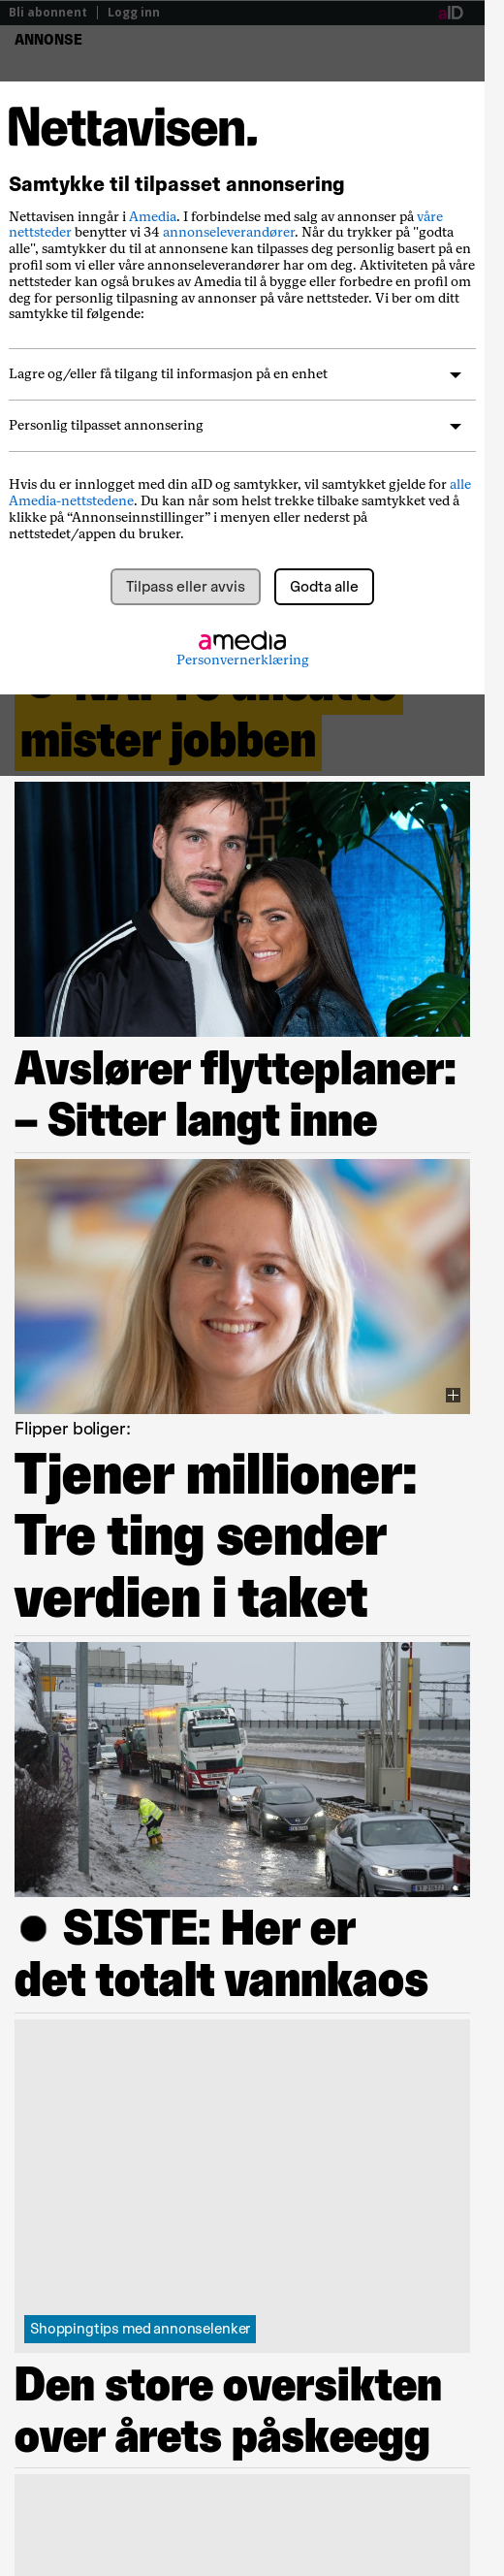 Bli abonnent
Logg inn
aID
ANNONSE
Nettavisen.
Samtykke til tilpasset annonsering
Nettavisen inngår i Amedia. I forbindelse med salg av annonser på våre
nettsteder benytter vi 34 annonseleverandører. Når du trykker på "godta
alle", samtykker du til at annonsene kan tilpasses deg personlig basert på en
profil som vi eller våre annonseleverandører har om deg. Aktiviteten på våre
nettsteder kan også brukes av Amedia til å bygge eller forbedre en profil om
deg for personlig tilpasning av annonser på våre nettsteder. Vi ber om ditt
samtykke til følgende:
Lagre og/eller få tilgang til informasjon på en enhet
Personlig tilpasset annonsering
Hvis du er innlogget med din aID og samtykker, vil samtykket gjelde for alle
Amedia-nettstedene. Du kan når som helst trekke tilbake samtykket ved å
klikke på “Annonseinnstillinger” i menyen eller nederst på
nettstedet/appen du bruker.
Tilpass eller avvis
Godta alle
amedia
Personvernerklæring
mister jobben
Avslører flytteplaner:
– Sitter langt inne
Flipper boliger:
Tjener millioner:
Tre ting sender
verdien i taket
SISTE: Her er
det totalt vannkaos
Shoppingtips med annonselenker
Den store oversikten
over årets påskeegg